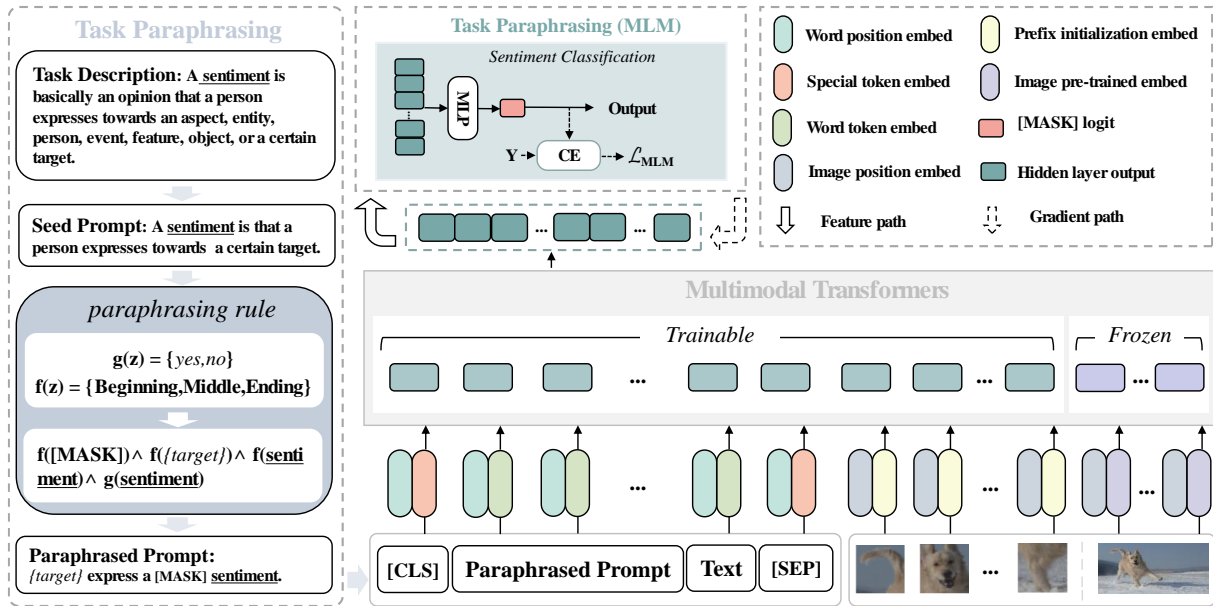 Task Paraphrasing
Task Description: A sentiment is
basically an opinion that a person
expresses towards an aspect, entity,
person, event, feature, object, or a certain
target.
Seed Prompt: A sentiment is that a
person expresses towards a certain target.
paraphrasing rule
g(z) = {yes,no}
f(z) = {Beginning,Middle,Ending}
f([MASK])∧ f({target})∧ f(senti
ment)∧ g(sentiment)
Paraphrased Prompt:
{target} express a [MASK] sentiment.
Task Paraphrasing (MLM)
Sentiment Classification
MLP
Output
Y
CE
ℒMLM
...
...
Word position embed
Special token embed
Word token embed
Image position embed
Feature path
Prefix initialization embed
Image pre-trained embed
[MASK] logit
Hidden layer output
Gradient path
Multimodal Transformers
Trainable
Frozen
...
...
...
...
...
...
[CLS]
Paraphrased Prompt
Text
[SEP]
...